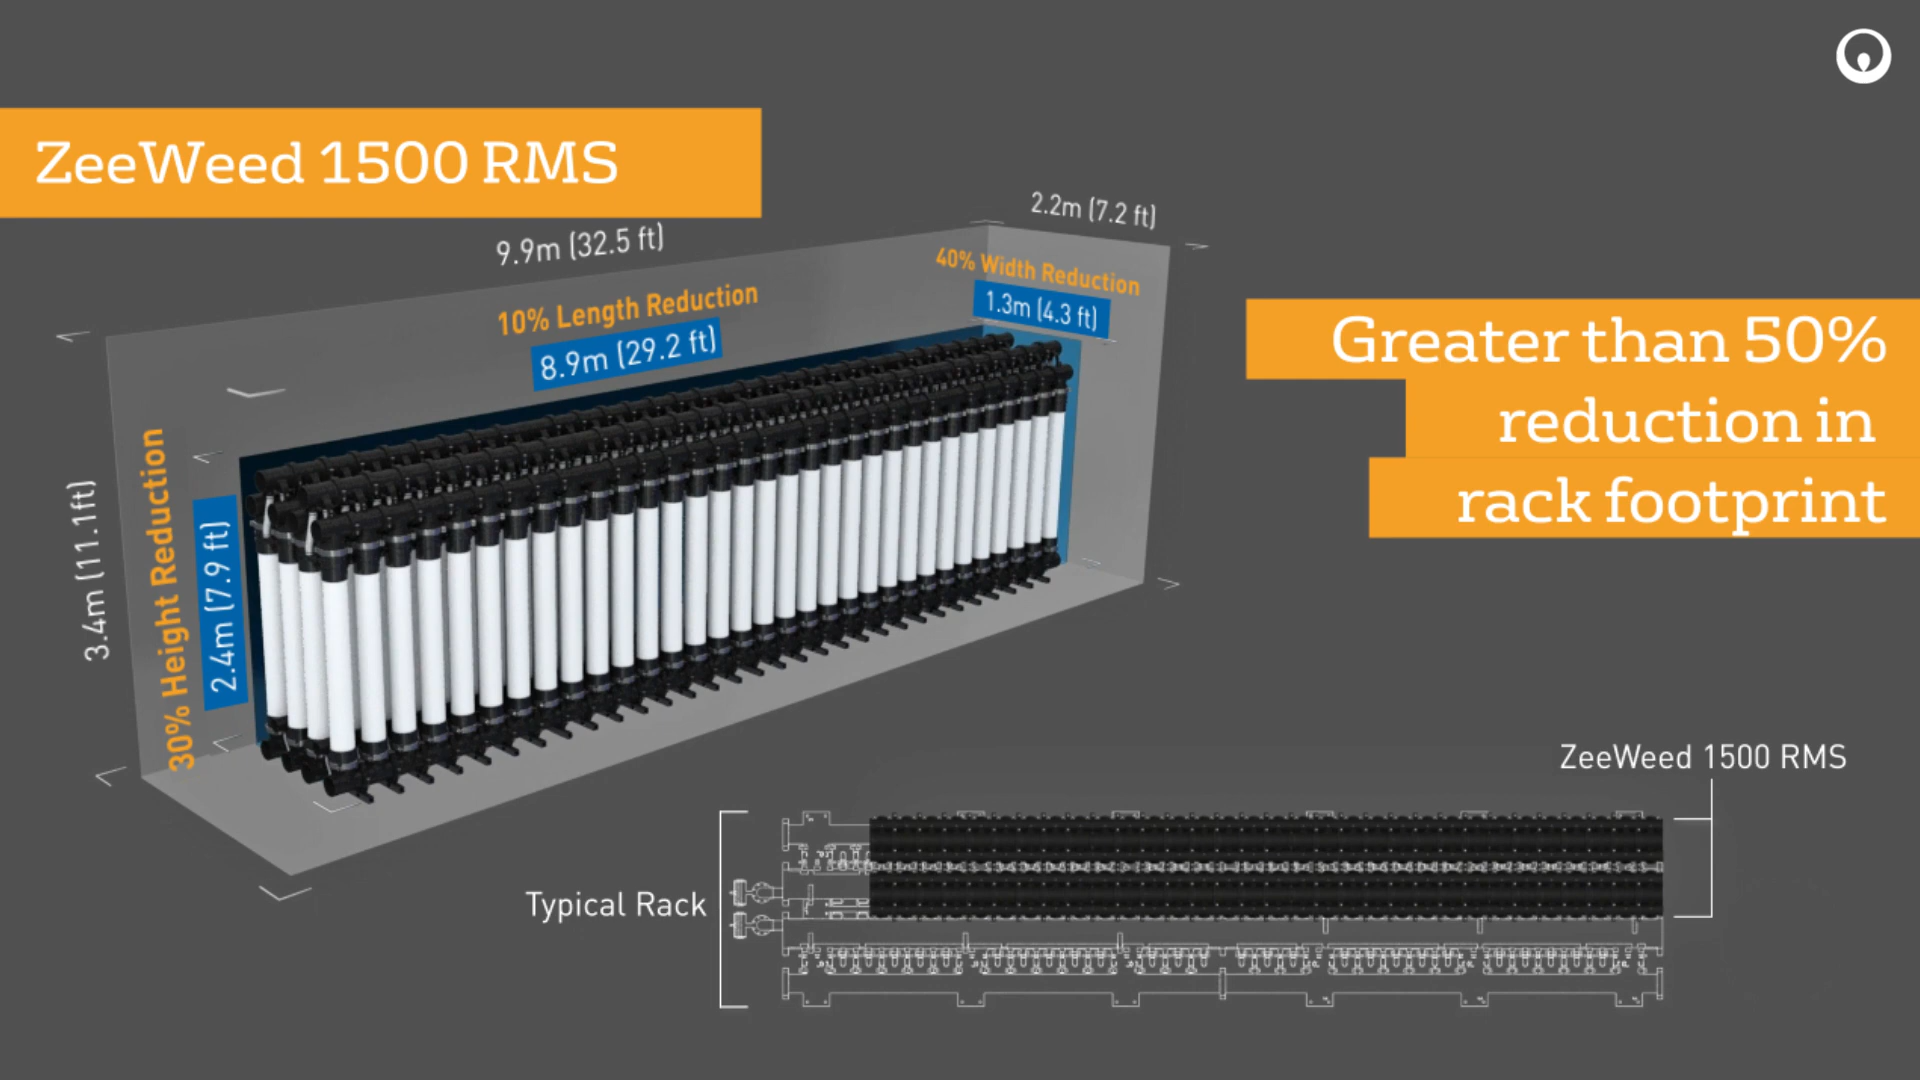 ZeeWeed 1500 RMS
9.9m (32.5 ft)
2.2m (7.2 ft)
40% Width Reduction
1.3m (4.3 ft)
10% Length Reduction
8.9m (29.2 ft)
3.4m (11.1ft)
30% Height Reduction
2.4m (7.9 ft)
Greater than 50%
reduction in
rack footprint
ZeeWeed 1500 RMS
Typical Rack